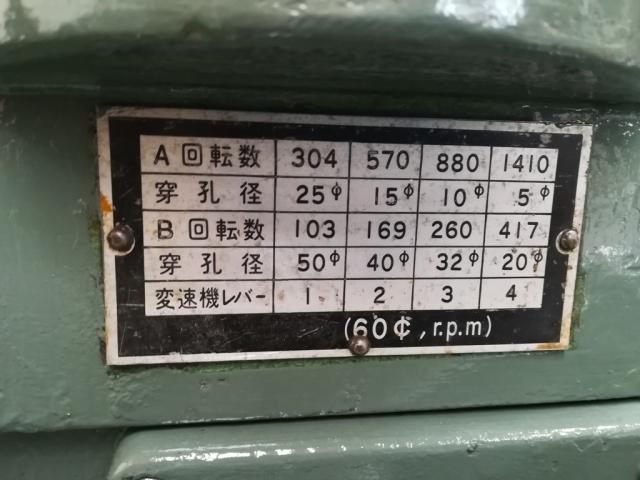 A 回転数 304 570 880 1410
穿孔径 25φ 15φ 10φ 5φ
B 回転数 103 169 260 417
穿孔径 50φ 40φ 32φ 20φ
変速機レバー 1 2 3 4
(60¢, r.p.m)